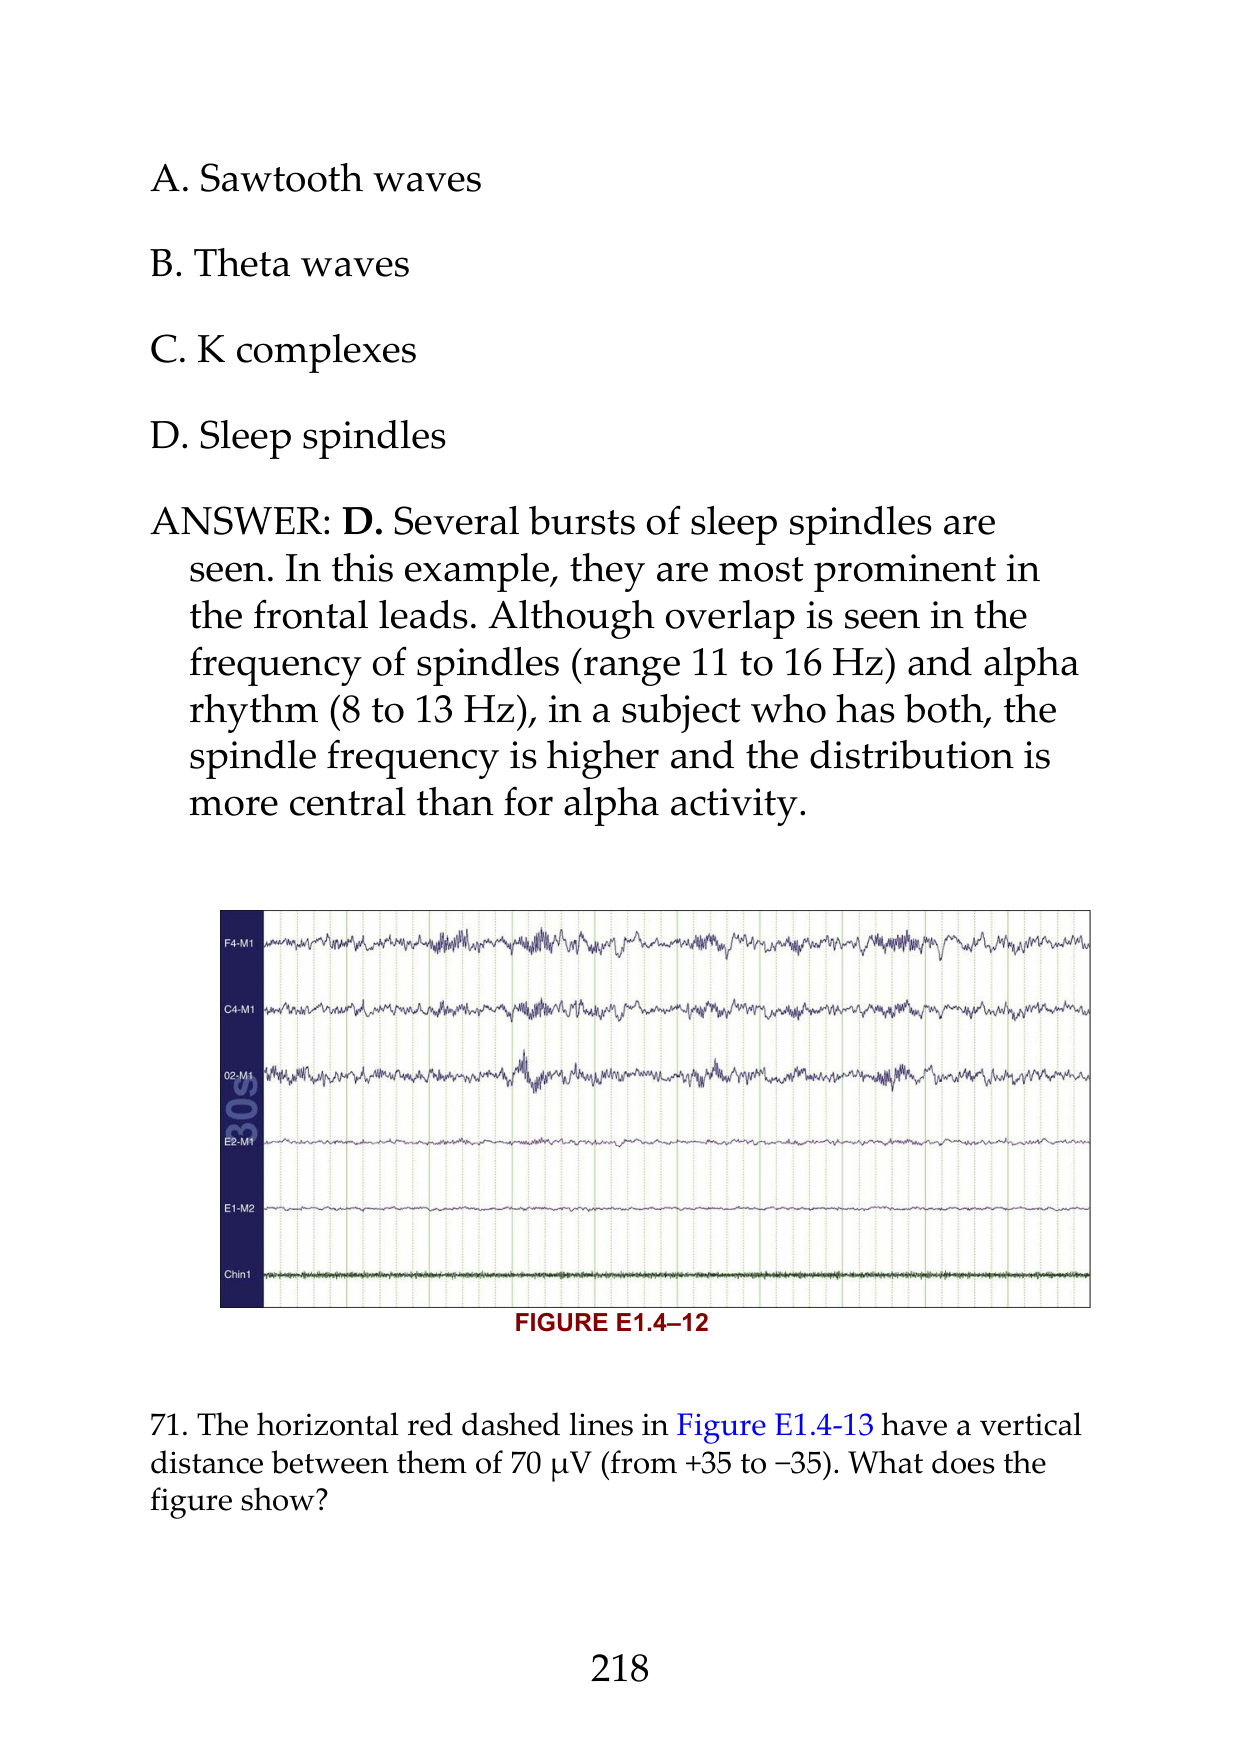 A. Sawtooth waves
B. Theta waves
C. K complexes
D. Sleep spindles
ANSWER: D. Several bursts of sleep spindles are
seen. In this example, they are most prominent in
the frontal leads. Although overlap is seen in the
frequency of spindles (range 11 to 16 Hz) and alpha
rhythm (8 to 13 Hz), in a subject who has both, the
spindle frequency is higher and the distribution is
more central than for alpha activity.
F4-M1
C4-M1
02-M1
30s
E2-M1
E1-M2
Chin1
FIGURE E1.4–12
71. The horizontal red dashed lines in Figure E1.4-13 have a vertical
distance between them of 70 μV (from +35 to −35). What does the
figure show?
218